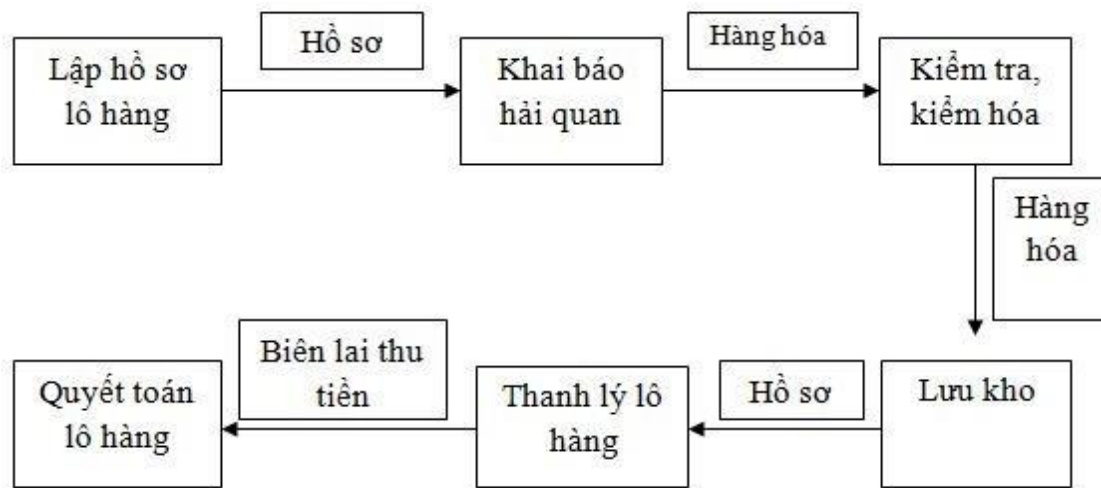 Lập hồ sơ
lô hàng
Hồ sơ
Khai báo
hải quan
Hàng hóa
Kiểm tra,
kiểm hóa
Hàng
hóa
Lưu kho
Hồ sơ
Thanh lý lô
hàng
Biên lai thu
tiền
Quyết toán
lô hàng